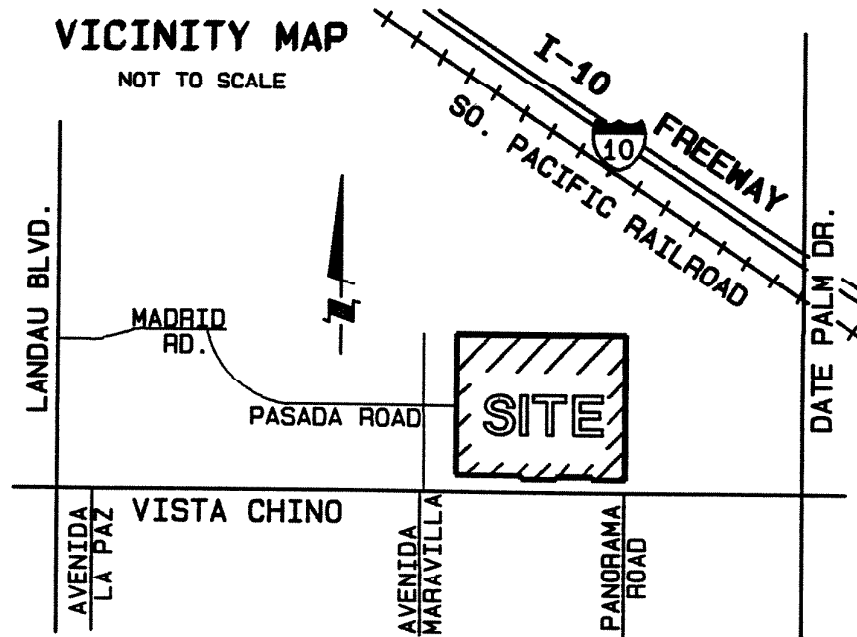 VICINITY MAP
NOT TO SCALE
I-10
FREEWAY
10
SO. PACIFIC RAILROAD
LANDAU BLVD.
DATE PALM DR.
N
MADRID
RD.
PASADA ROAD
SITE
VISTA CHINO
AVENIDA
LA PAZ
AVENIDA
MARAVILLA
PANORAMA
ROAD